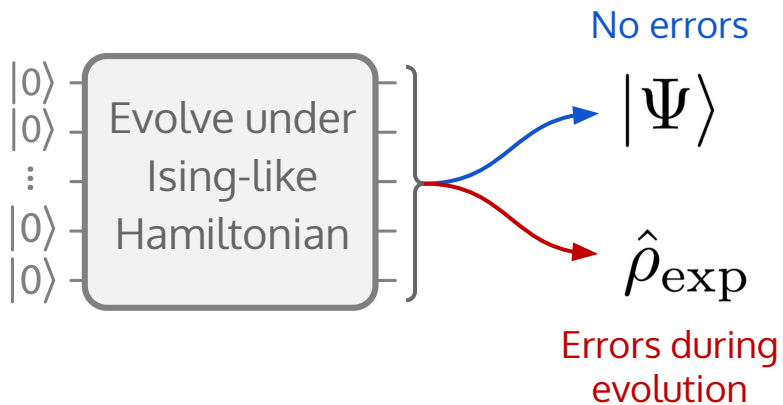 No errors
|0⟩
|0⟩
⋮
|0⟩
|0⟩
Evolve under
Ising-like
Hamiltonian
|Ψ⟩
ρ̂exp
Errors during
evolution